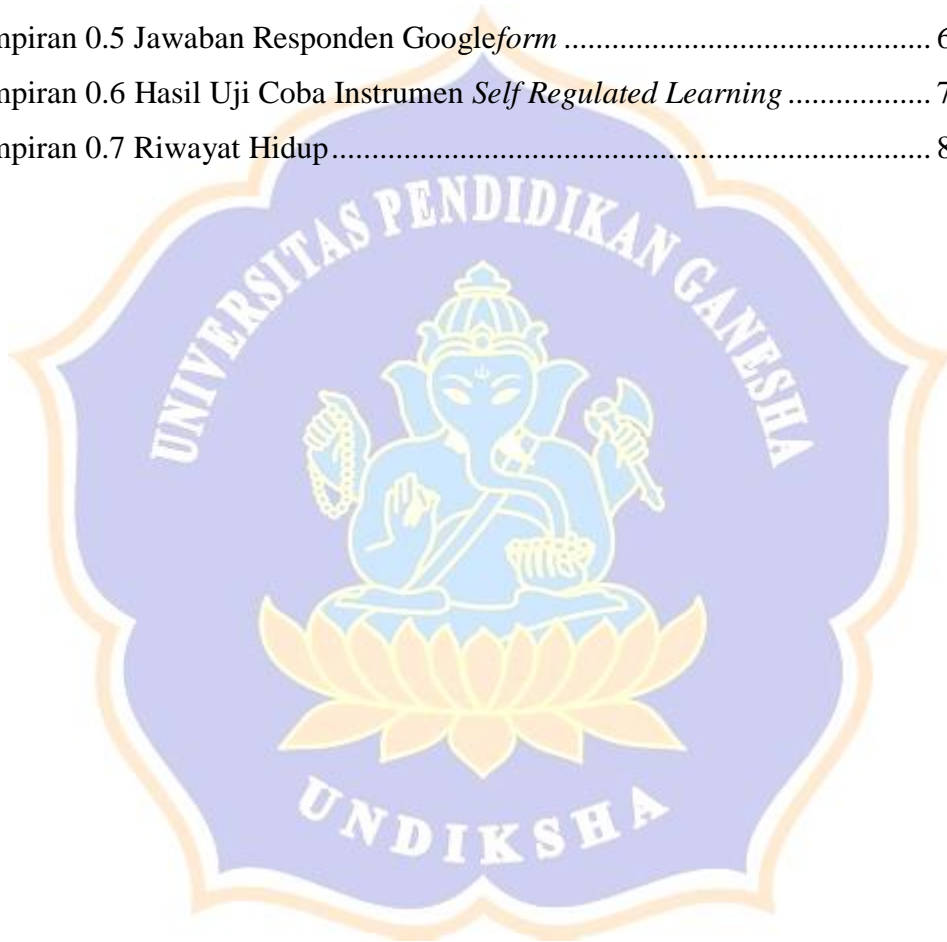 mpiran 0.5 Jawaban Responden Googleform ............................................... 6
mpiran 0.6 Hasil Uji Coba Instrumen Self Regulated Learning .................. 7
mpiran 0.7 Riwayat Hidup........................................................................... 8
UNIVERSITAS PENDIDIKAN GANESHA
UNDIKSHA